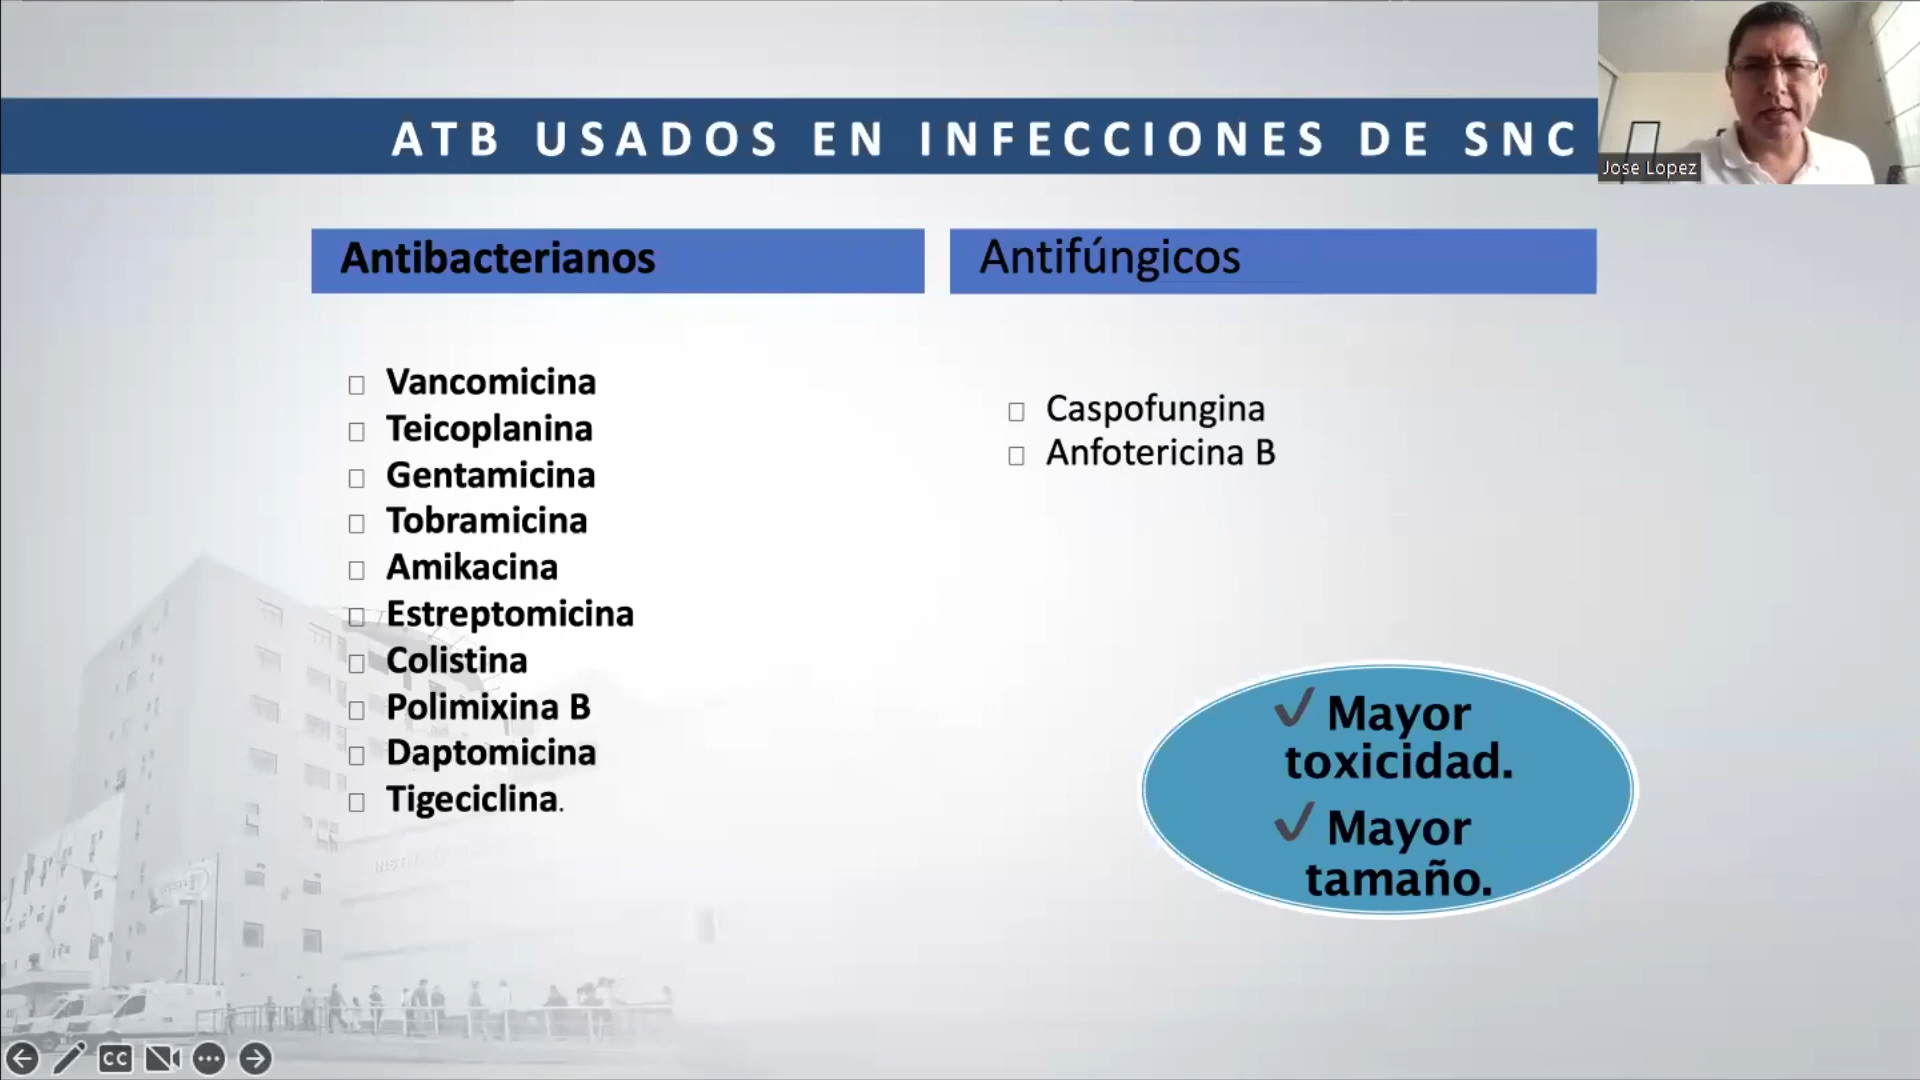 ATB USADOS EN INFECCIONES DE SNC
Jose Lopez
Antibacterianos
Vancomicina
Teicoplanina
Gentamicina
Tobramicina
Amikacina
Estreptomicina
Colistina
Polimixina B
Daptomicina
Tigeciclina.
Antifúngicos
Caspofungina
Anfotericina B
✓ Mayor
toxicidad.
✓ Mayor
tamaño.
CC